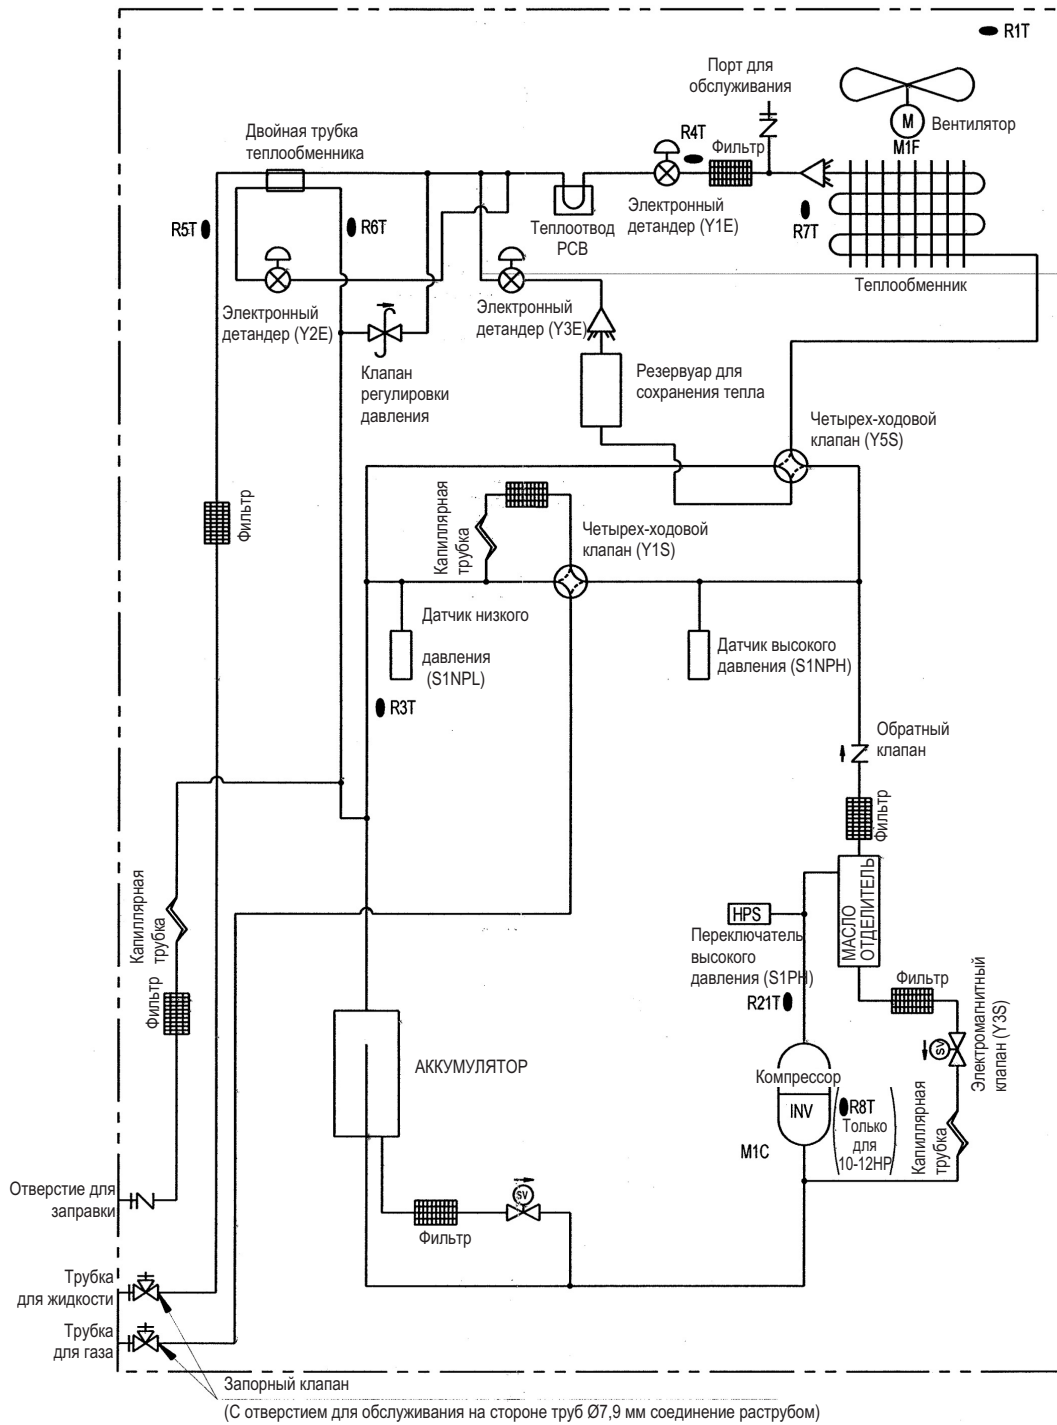 R1T
Порт для
обслуживания
M
Вентилятор
M1F
R4T
Фильтр
Двойная трубка
теплообменника
R5T
R6T
R7T
Теплоотвод
PCB
Электронный
детандер (Y1E)
Теплообменник
Электронный
детандер (Y2E)
Электронный
детандер (Y3E)
Клапан
регулировки
давления
Резервуар для
сохранения тепла
Четырех-ходовой
клапан (Y5S)
Фильтр
Капиллярная
трубка
Четырех-ходовой
клапан (Y1S)
Датчик низкого
давления
(S1NPL)
Датчик высокого
давления (S1NPH)
R3T
Обратный
клапан
Фильтр
МАСЛО
ОТДЕЛИТЕЛЬ
HPS
Переключатель
высокого
давления (S1PH)
R21T
Фильтр
SV
Электромагнитный
клапан (Y3S)
Капиллярная
трубка
Фильтр
АККУМУЛЯТОР
Компрессор
INV
M1C
R8T
Только
для
10-12HP
Капиллярная
трубка
SV
Фильтр
Отверстие для
заправки
Трубка
для жидкости
Трубка
для газа
Запорный клапан
(С отверстием для обслуживания на стороне труб Ø7,9 мм соединение раструбом)